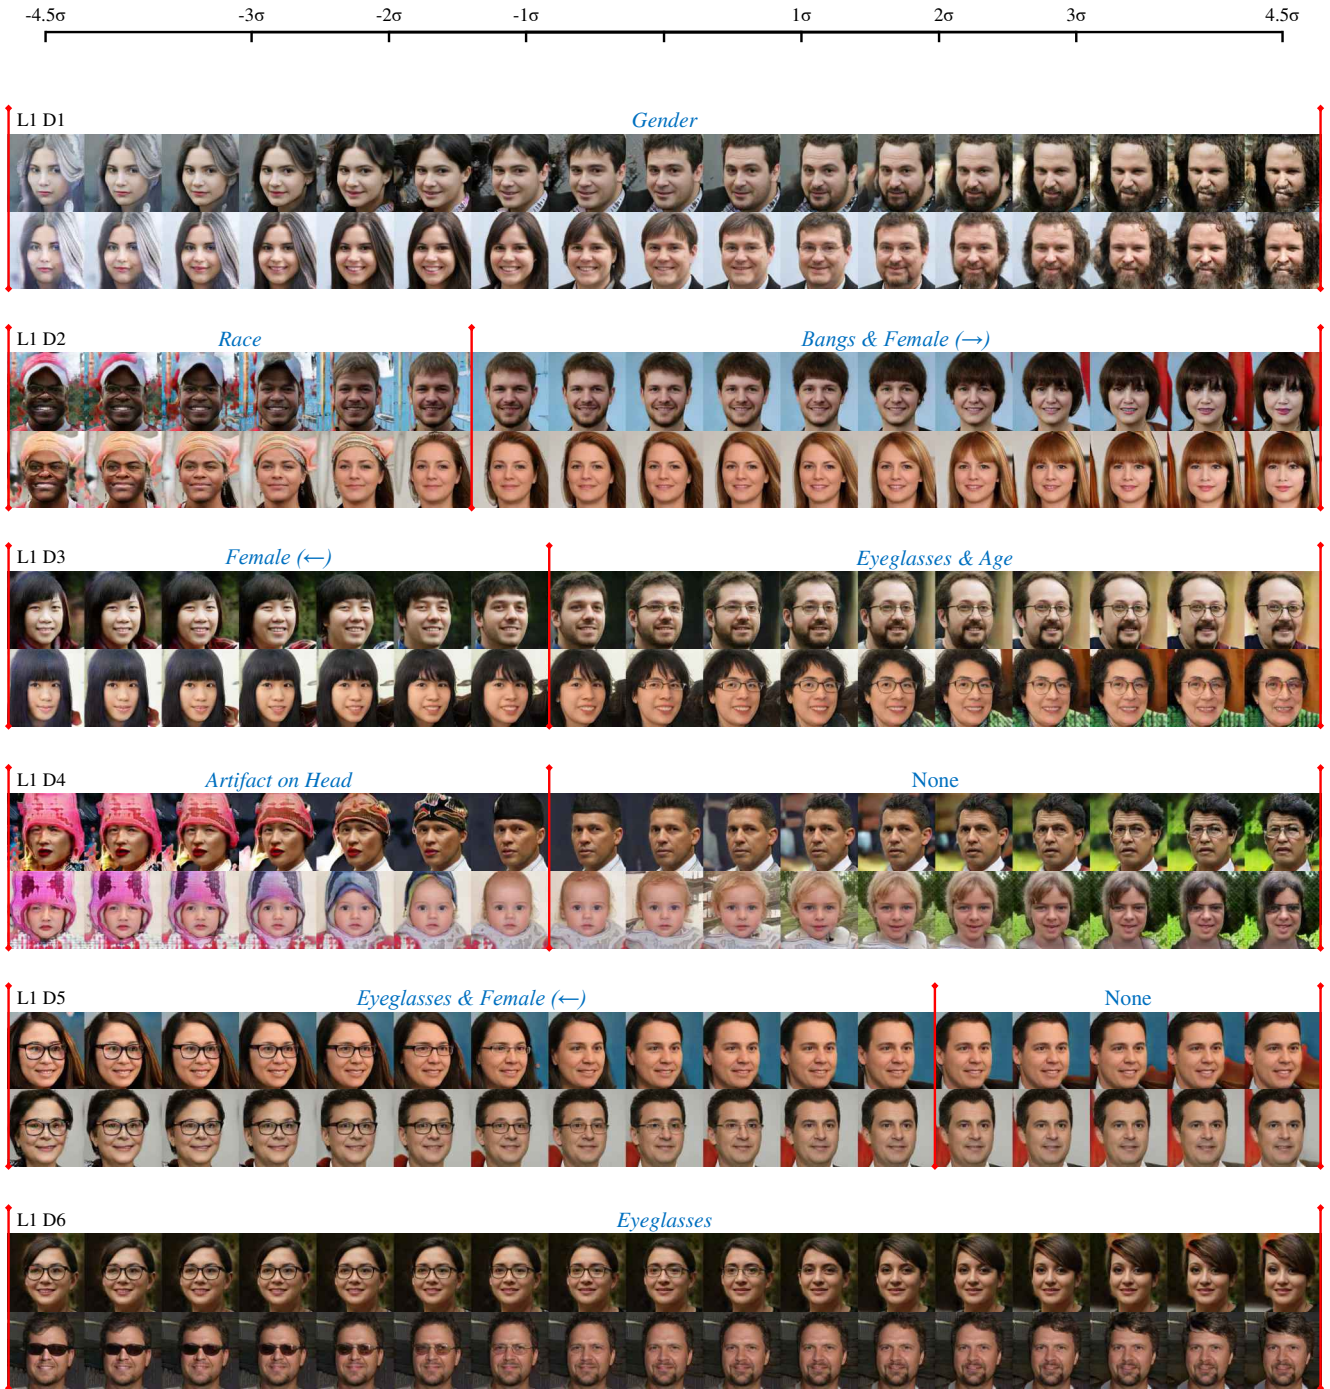 -4.5σ -3σ -2σ -1σ 1σ 2σ 3σ 4.5σ
L1 D1 Gender
L1 D2 Race Bangs & Female (→)
L1 D3 Female (←) Eyeglasses & Age
L1 D4 Artifact on Head None
L1 D5 Eyeglasses & Female (←) None
L1 D6 Eyeglasses